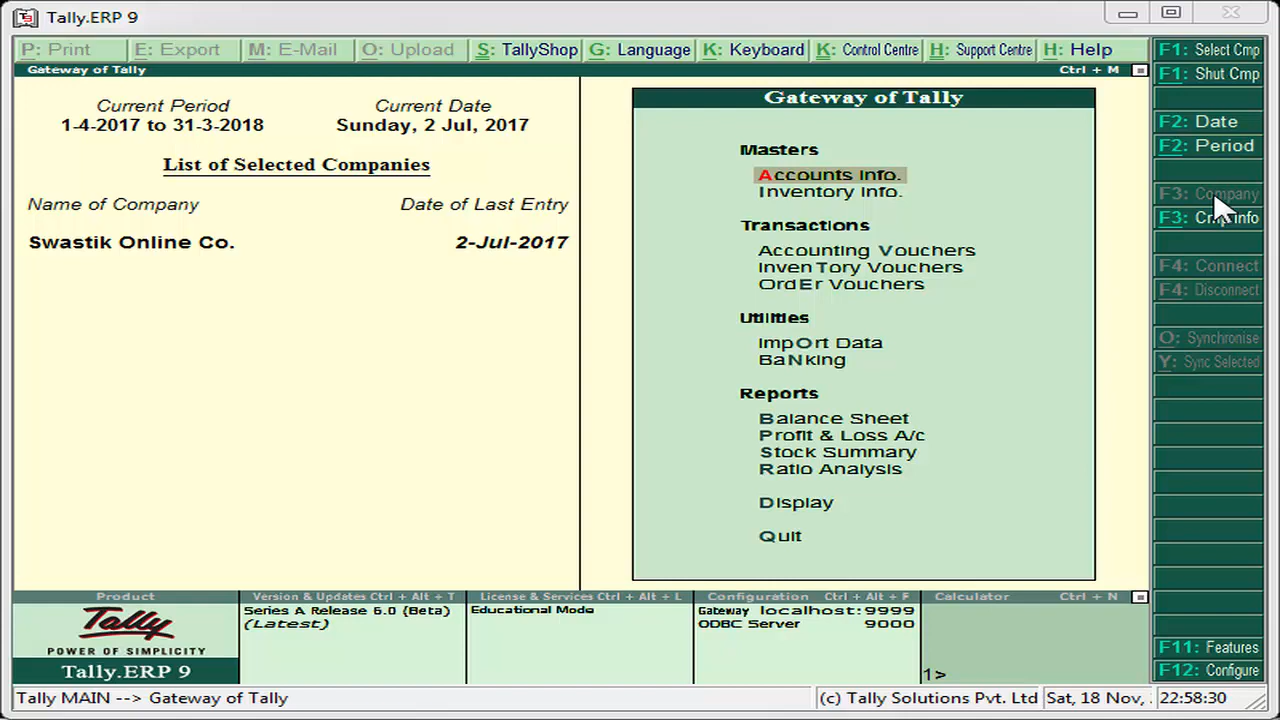 Tally.ERP 9
P: Print E: Export M: E-Mail O: Upload S: TallyShop G: Language K: Keyboard K: Control Centre H: Support Centre H: Help
Gateway of Tally Ctrl + M
Current Period Current Date
1-4-2017 to 31-3-2018 Sunday, 2 Jul, 2017
List of Selected Companies
Name of Company Date of Last Entry
Swastik Online Co. 2-Jul-2017
Gateway of Tally
Masters
Accounts Info.
Inventory Info.
Transactions
Accounting Vouchers
InvenTory Vouchers
OrdEr Vouchers
Utilities
ImpOrt Data
BaNking
Reports
Balance Sheet
Profit & Loss A/c
Stock Summary
Ratio Analysis
Display
Quit
F1: Select Cmp
F1: Shut Cmp
F2: Date
F2: Period
F3: Company
F3: Cmp Info
F4: Connect
F4: Disconnect
O: Synchronise
Y: Sync Selected
F11: Features
F12: Configure
Product
Tally
POWER OF SIMPLICITY
Tally.ERP 9
Version & Updates Ctrl + Alt + T
Series A Release 6.0 (Beta)
(Latest)
License & Services Ctrl + Alt + L
Educational Mode
Configuration Ctrl + Alt + F
Gateway localhost:9999
ODBC Server 9000
Calculator Ctrl + N
1>
Tally MAIN --> Gateway of Tally (c) Tally Solutions Pvt. Ltd Sat, 18 Nov, 22:58:30